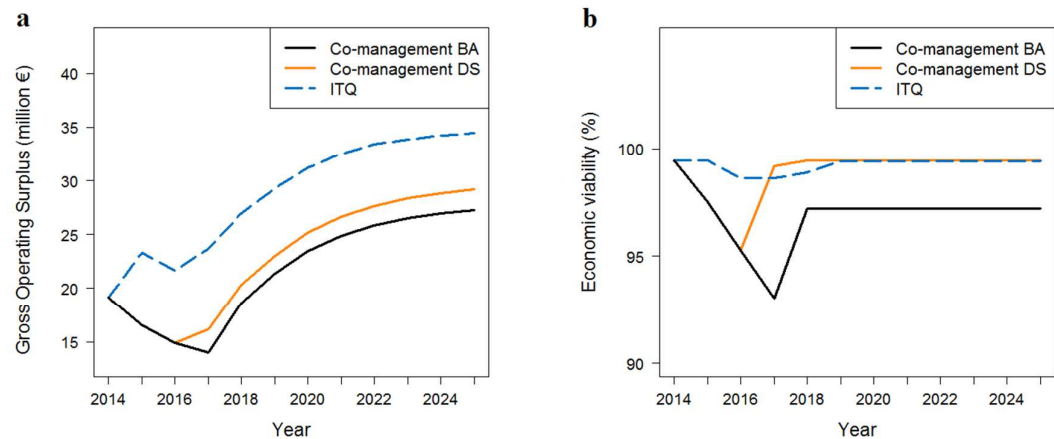 a
Gross Operating Surplus (million €)
40
35
30
25
20
15
Co-management BA
Co-management DS
ITQ
2014 2016 2018 2020 2022 2024
Year
b
Economic viability (%)
100
95
90
Co-management BA
Co-management DS
ITQ
2014 2016 2018 2020 2022 2024
Year